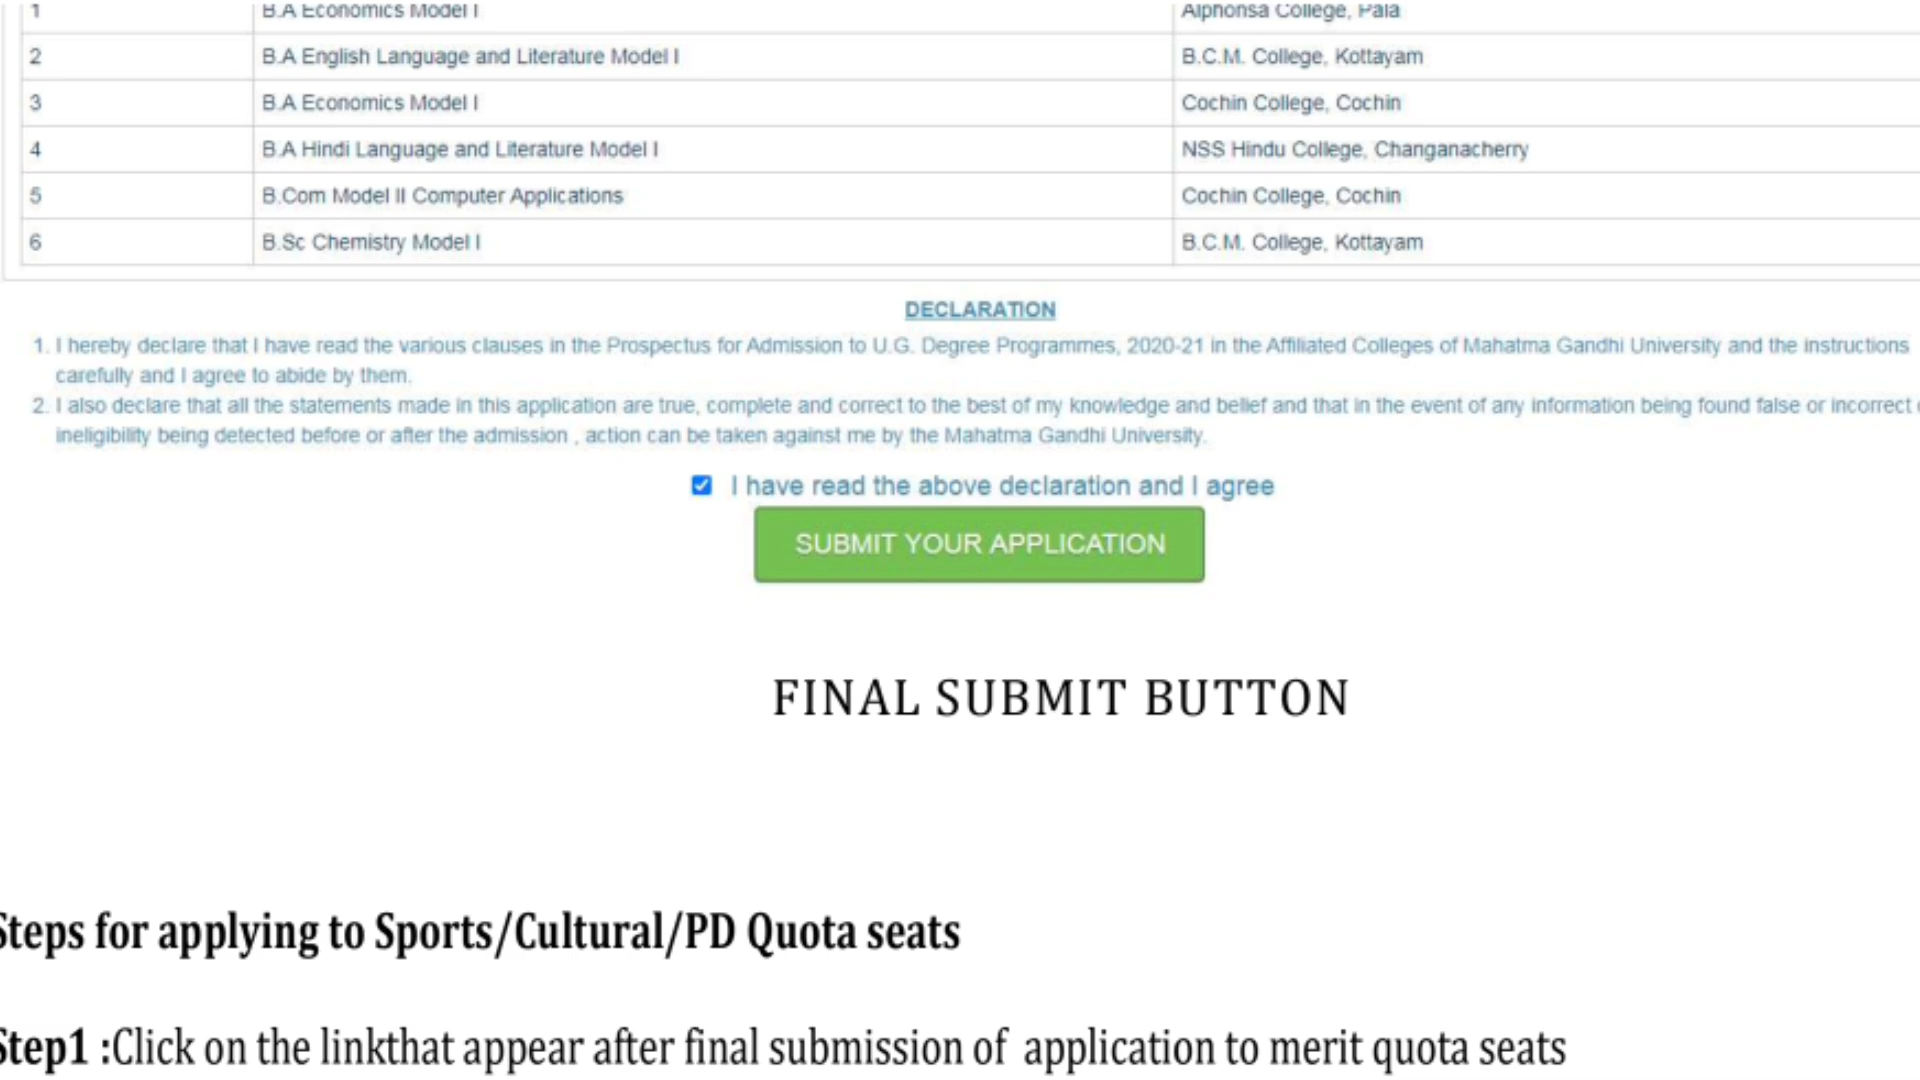 1 B.A Economics Model I Alphonsa College, Pala
2 B.A English Language and Literature Model I B.C.M. College, Kottayam
3 B.A Economics Model I Cochin College, Cochin
4 B.A Hindi Language and Literature Model I NSS Hindu College, Changanacherry
5 B.Com Model II Computer Applications Cochin College, Cochin
6 B.Sc Chemistry Model I B.C.M. College, Kottayam
DECLARATION
1. I hereby declare that I have read the various clauses in the Prospectus for Admission to U.G. Degree Programmes, 2020-21 in the Affiliated Colleges of Mahatma Gandhi University and the instructions
carefully and I agree to abide by them.
2. I also declare that all the statements made in this application are true, complete and correct to the best of my knowledge and belief and that in the event of any information being found false or incorrect
ineligibility being detected before or after the admission , action can be taken against me by the Mahatma Gandhi University.
I have read the above declaration and I agree
SUBMIT YOUR APPLICATION
FINAL SUBMIT BUTTON
Steps for applying to Sports/Cultural/PD Quota seats
Step1 :Click on the linkthat appear after final submission of application to merit quota seats